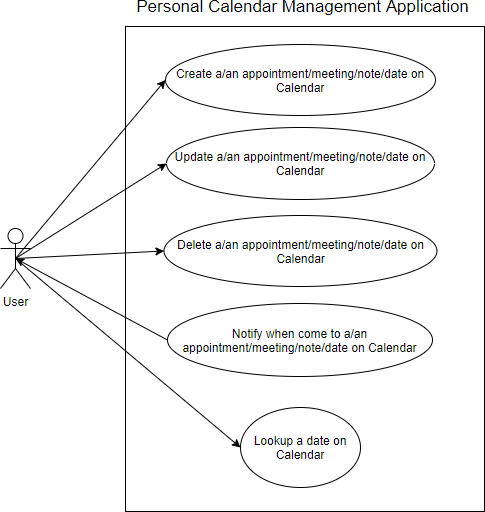 Personal Calendar Management Application
Create a/an appointment/meeting/note/date on
Calendar
Update a/an appointment/meeting/note/date on
Calendar
Delete a/an appointment/meeting/note/date on
Calendar
User
Notify when come to a/an
appointment/meeting/note/date on Calendar
Lookup a date on
Calendar